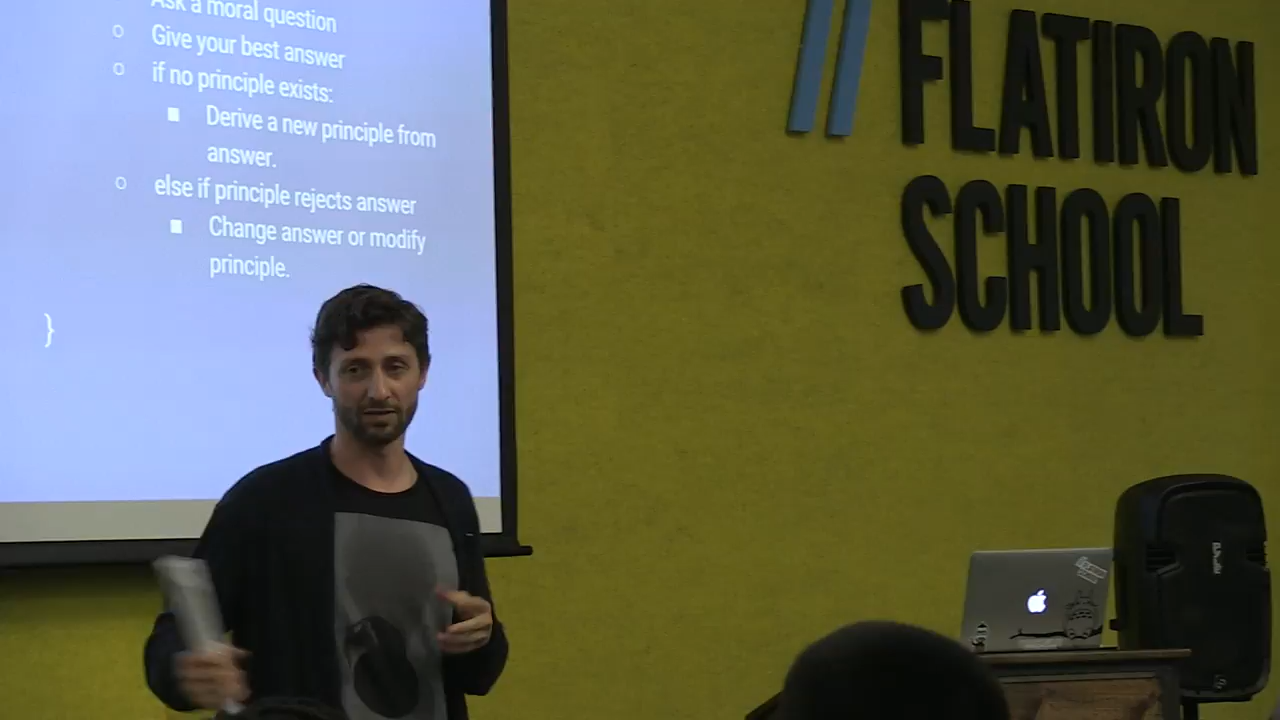 Ask a moral question
Give your best answer
if no principle exists:
Derive a new principle from
answer.
else if principle rejects answer
Change answer or modify
principle.
}
// FLATIRON
SCHOOL